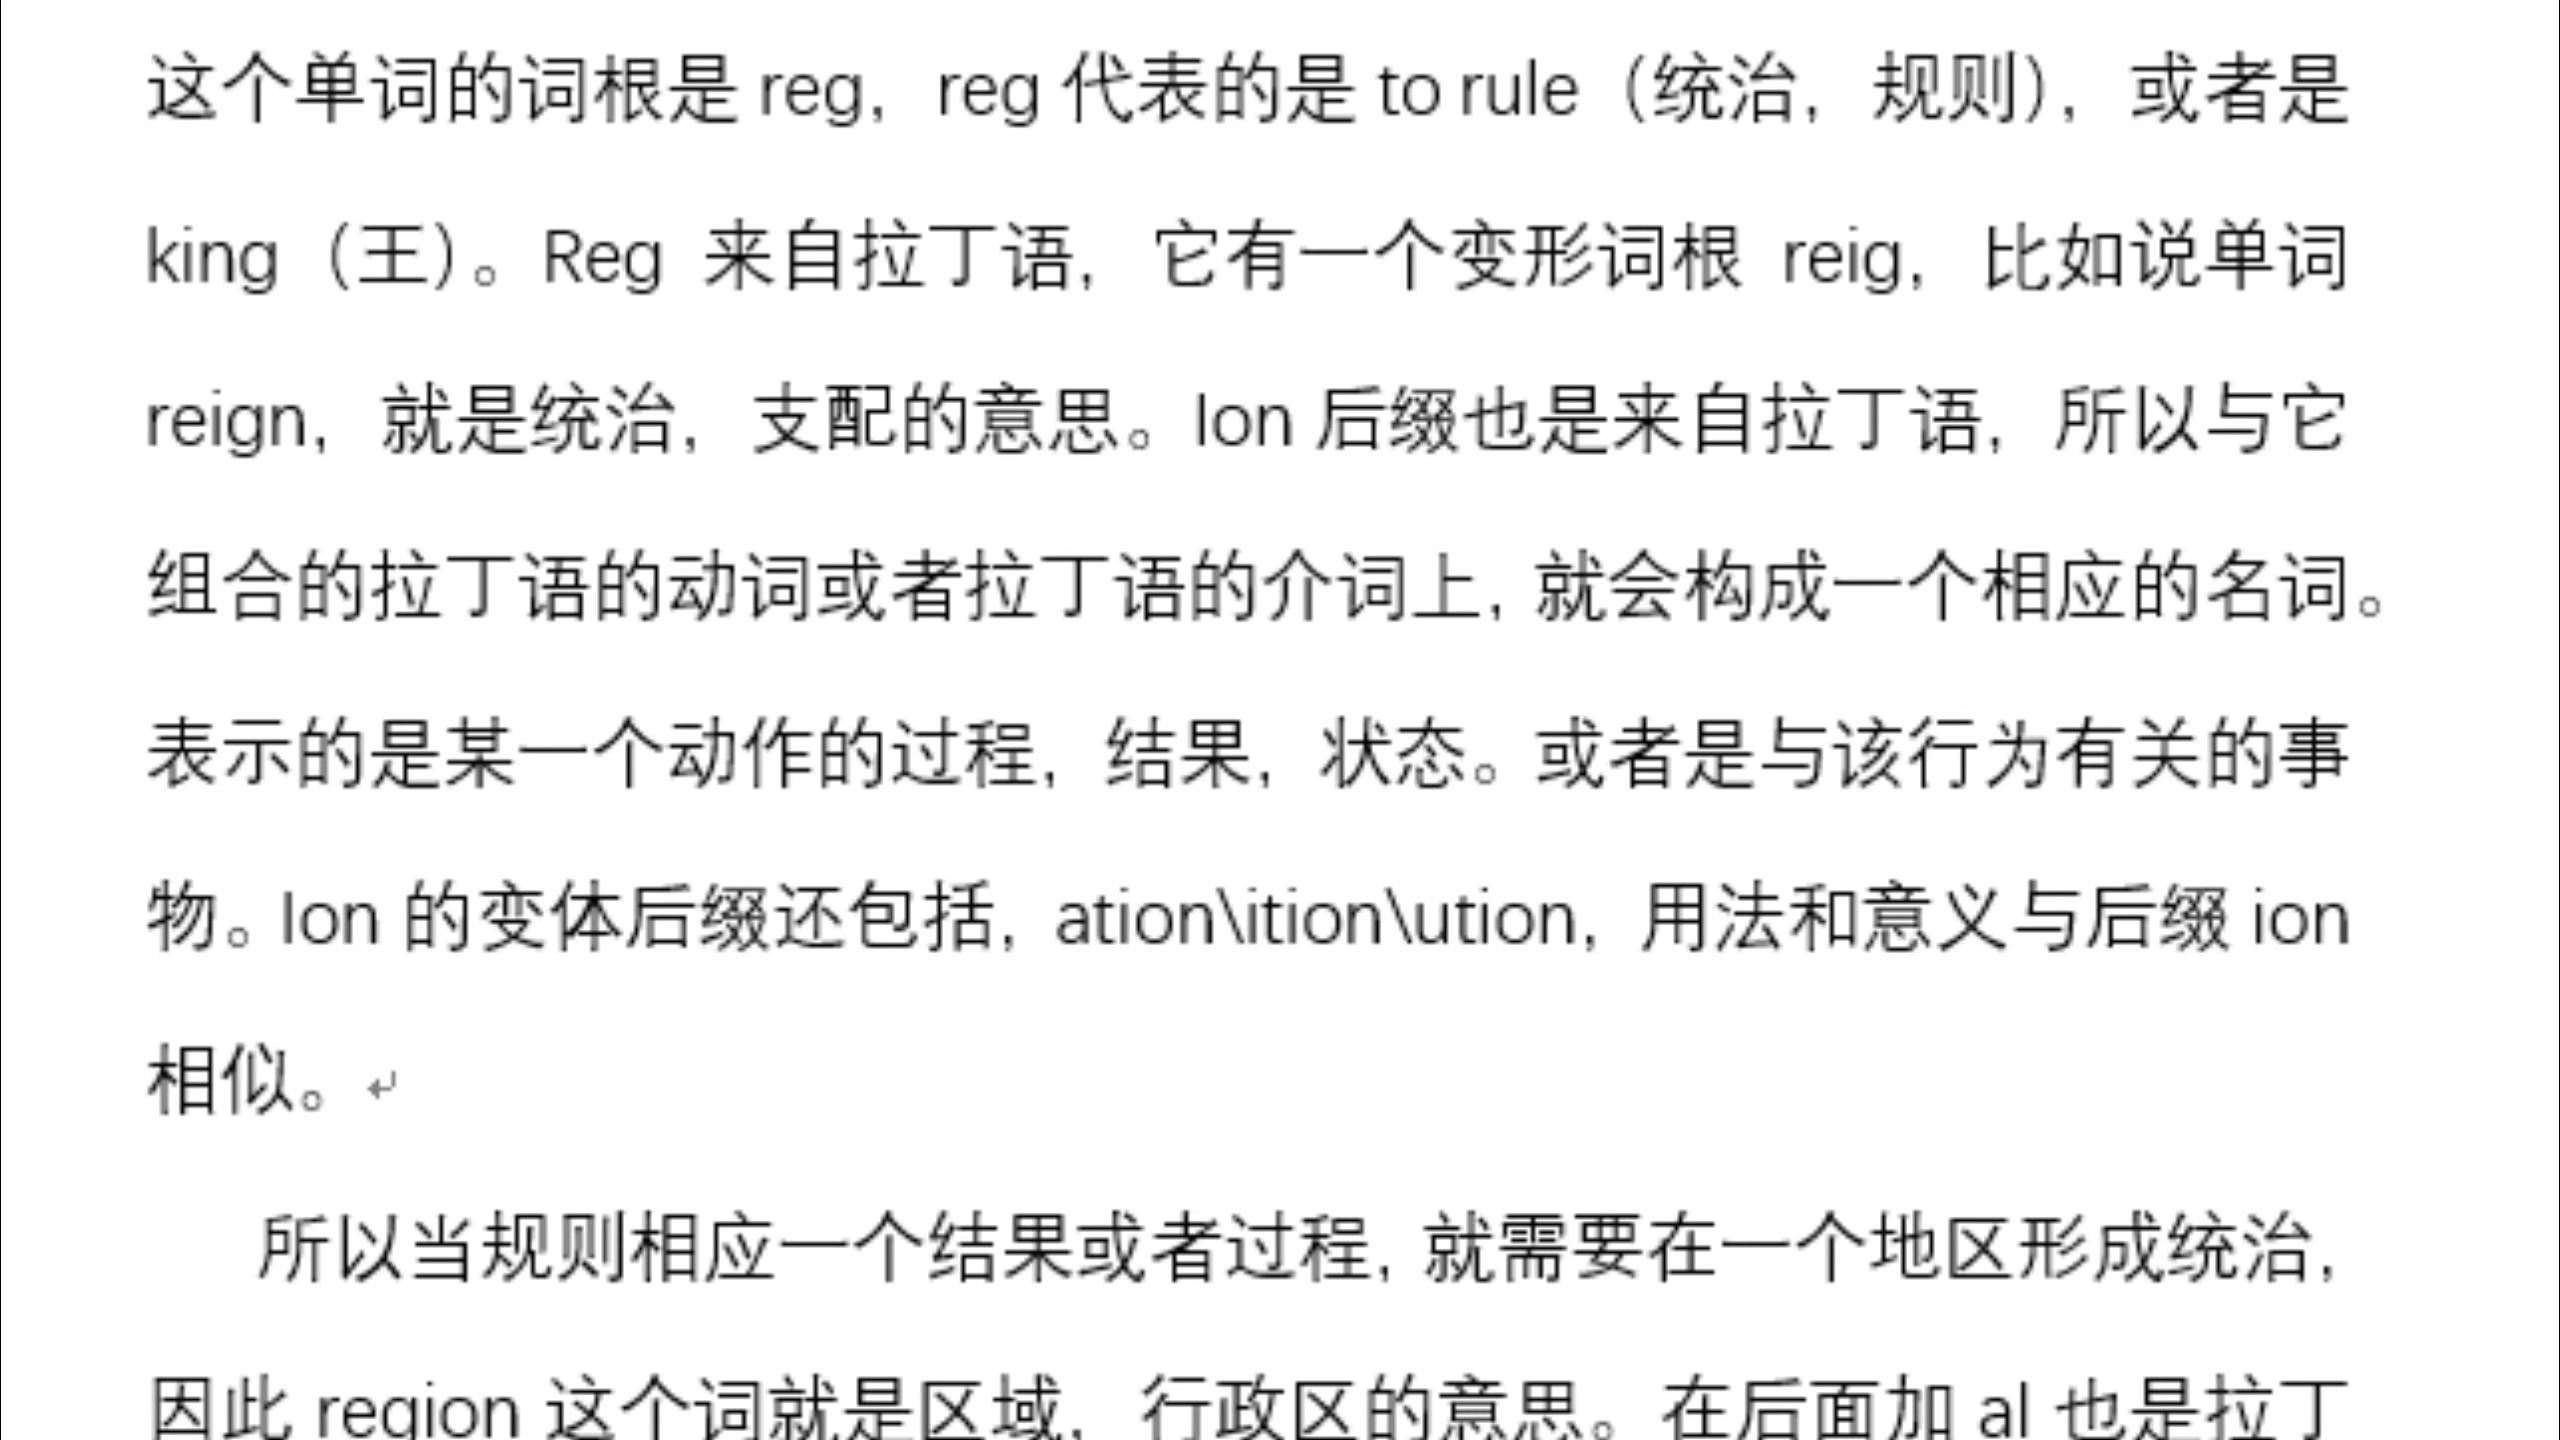 这个单词的词根是 reg，reg 代表的是 to rule（统治，规则），或者是
king（王）。Reg 来自拉丁语，它有一个变形词根 reig，比如说单词
reign，就是统治，支配的意思。Ion 后缀也是来自拉丁语，所以与它
组合的拉丁语的动词或者拉丁语的介词上，就会构成一个相应的名词。
表示的是某一个动作的过程，结果，状态。或者是与该行为有关的事
物。Ion 的变体后缀还包括，ation\ition\ution，用法和意义与后缀 ion
相似。↵
所以当规则相应一个结果或者过程，就需要在一个地区形成统治，
因此 region 这个词就是区域，行政区的意思。在后面加 al 也是拉丁